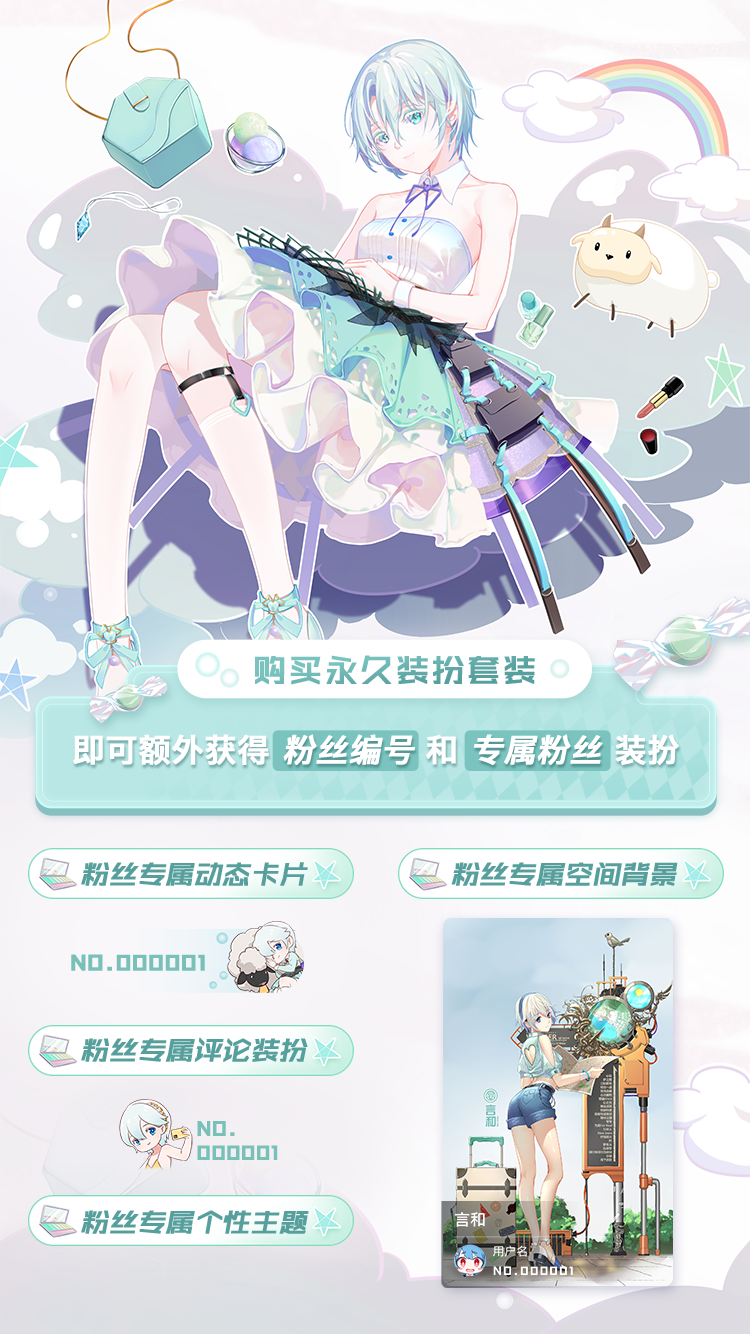 购买永久装扮套装
即可额外获得 粉丝编号 和 专属粉丝 装扮
粉丝专属动态卡片
NO.000001
粉丝专属评论装扮
NO.
000001
粉丝专属个性主题
粉丝专属空间背景
言和
言和
用户名
NO.000001